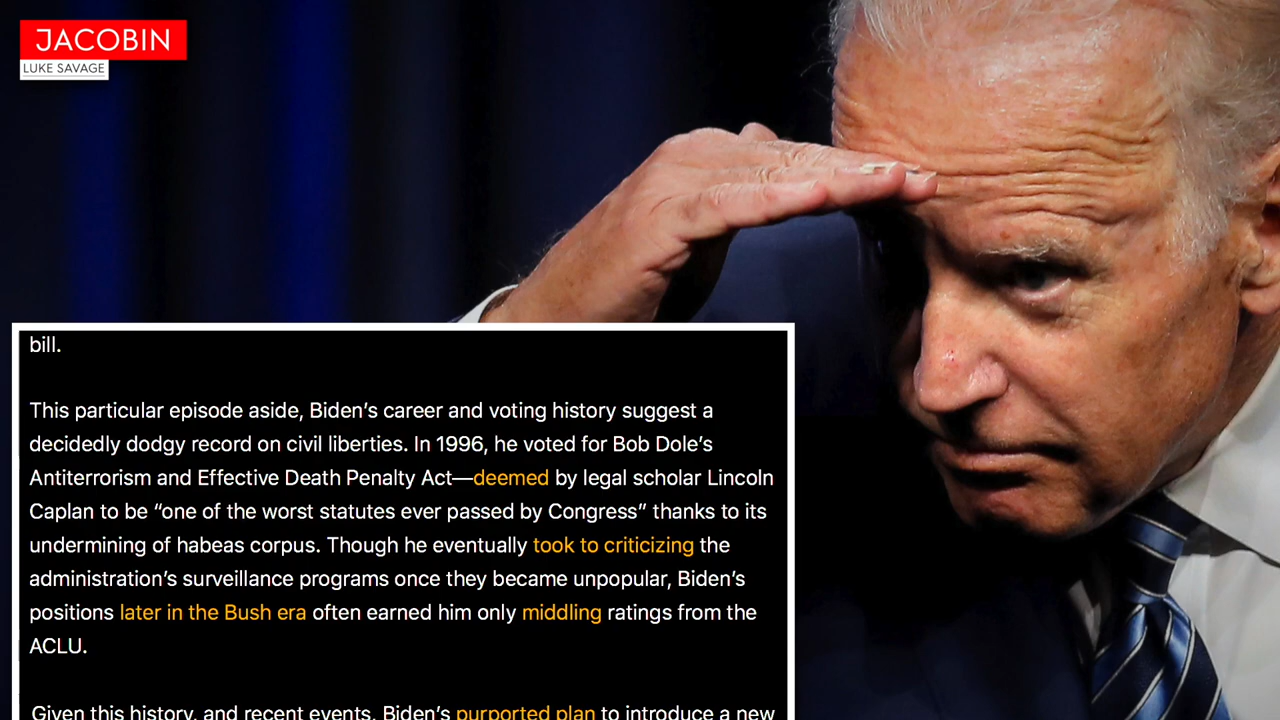 JACOBIN
LUKE SAVAGE
bill.
This particular episode aside, Biden’s career and voting history suggest a
decidedly dodgy record on civil liberties. In 1996, he voted for Bob Dole’s
Antiterrorism and Effective Death Penalty Act—deemed by legal scholar Lincoln
Caplan to be “one of the worst statutes ever passed by Congress” thanks to its
undermining of habeas corpus. Though he eventually took to criticizing the
administration’s surveillance programs once they became unpopular, Biden’s
positions later in the Bush era often earned him only middling ratings from the
ACLU.
Given this history, and recent events, Biden’s purported plan to introduce a new